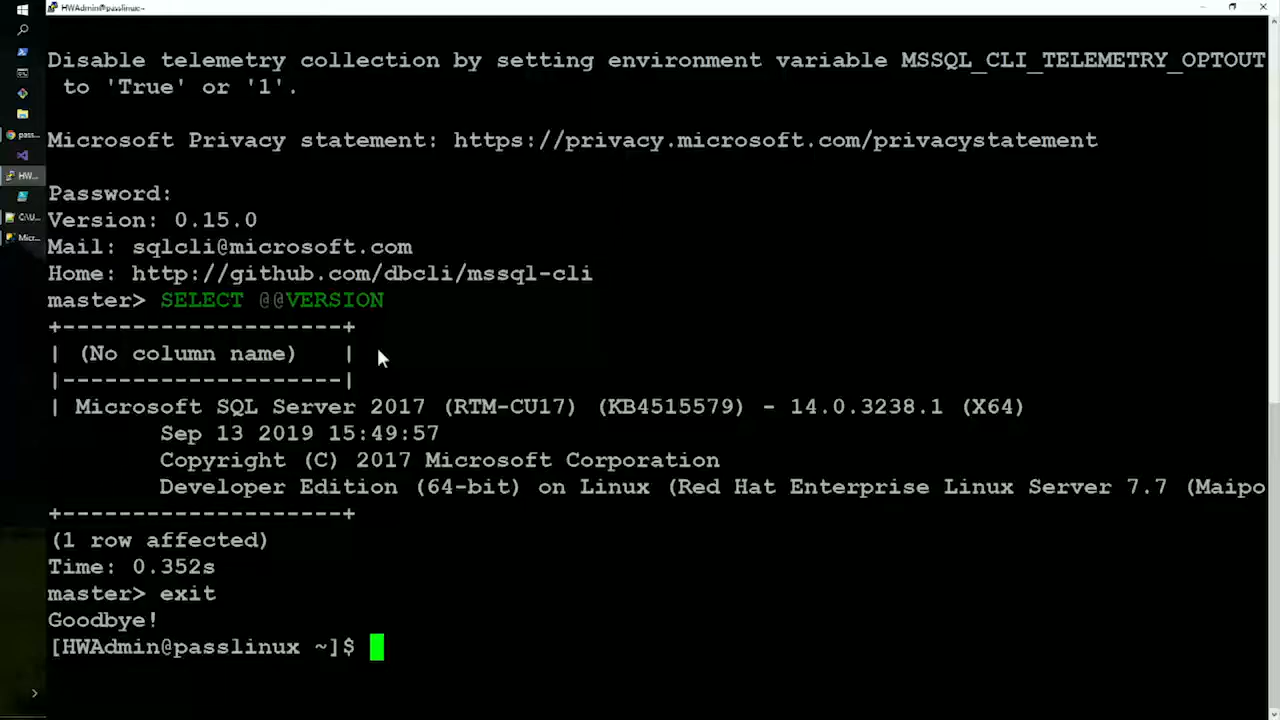 HWAdmin@passlinux:~
Disable telemetry collection by setting environment variable MSSQL_CLI_TELEMETRY_OPTOUT
to 'True' or '1'.
Microsoft Privacy statement: https://privacy.microsoft.com/privacystatement
Password:
Version: 0.15.0
Mail: sqlcli@microsoft.com
Home: http://github.com/dbcli/mssql-cli
master> SELECT @@VERSION
+--------------------+
| (No column name)   |
|--------------------|
| Microsoft SQL Server 2017 (RTM-CU17) (KB4515579) - 14.0.3238.1 (X64)
Sep 13 2019 15:49:57
Copyright (C) 2017 Microsoft Corporation
Developer Edition (64-bit) on Linux (Red Hat Enterprise Linux Server 7.7 (Maipo
+--------------------+
(1 row affected)
Time: 0.352s
master> exit
Goodbye!
[HWAdmin@passlinux ~]$
pass...
HW...
C:\U...
Micr...